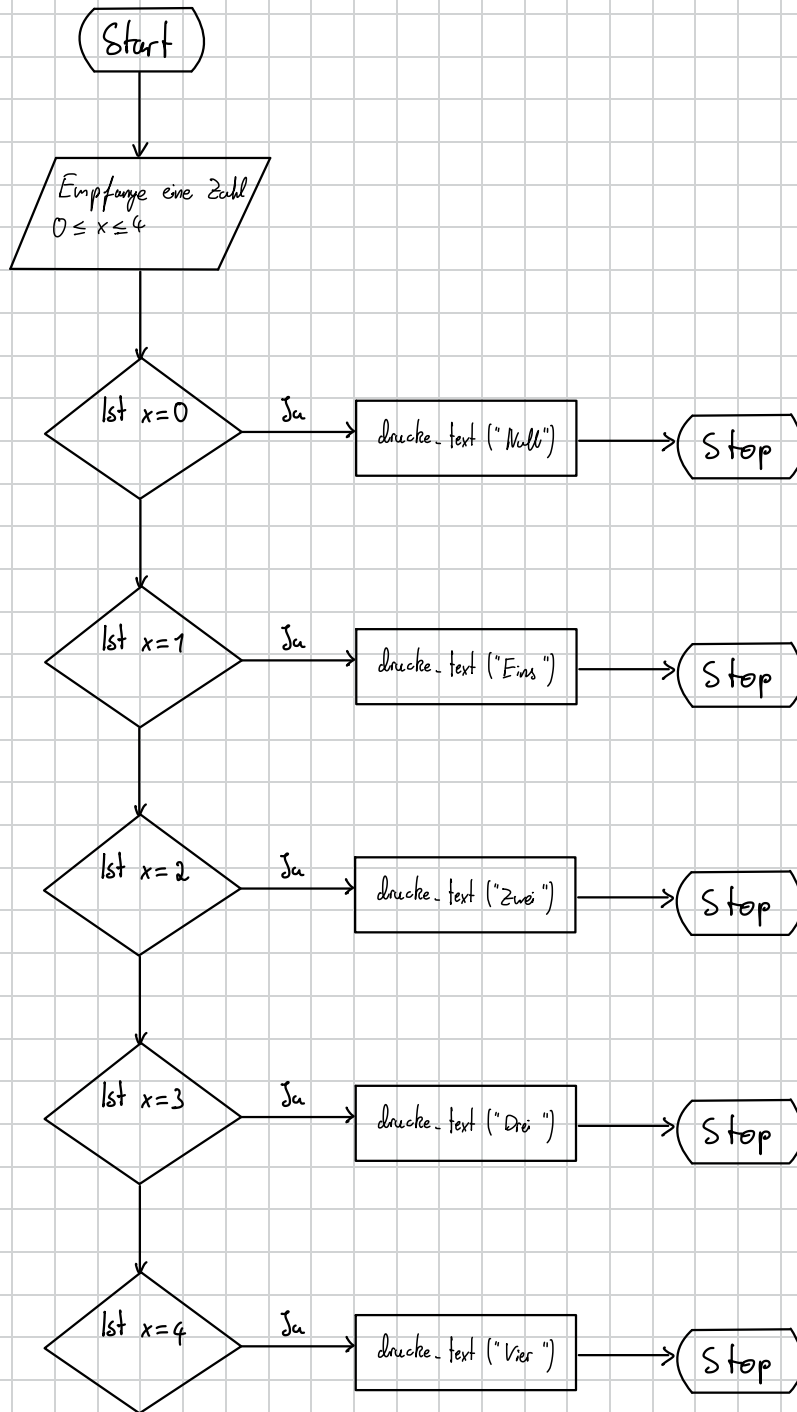 Start
Empfange eine Zahl
0 ≤ x ≤ 4
Ist x=0
Ja
drucke_text ("Null")
Stop
Ist x=1
Ja
drucke_text ("Eins")
Stop
Ist x=2
Ja
drucke_text ("Zwei")
Stop
Ist x=3
Ja
drucke_text ("Drei")
Stop
Ist x=4
Ja
drucke_text ("Vier")
Stop